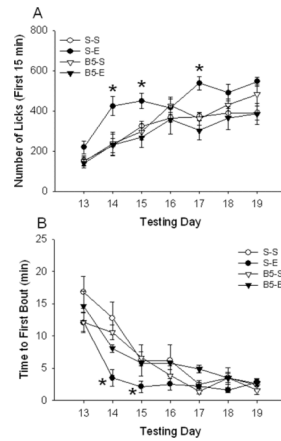 A
S-S
S-E
B5-S
B5-E
Number of Licks (First 15 min)
800
600
400
200
0
* * *
13 14 15 16 17 18 19
Testing Day
B
S-S
S-E
B5-S
B5-E
Time to First Bout (min)
25
20
15
10
5
0
* *
13 14 15 16 17 18 19
Testing Day